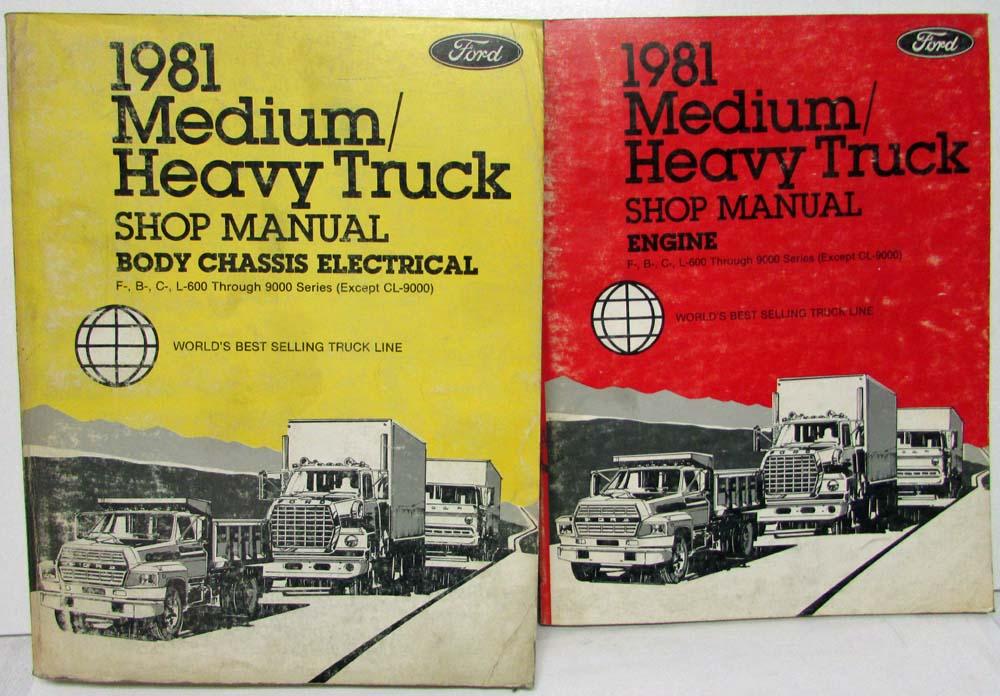 Ford
1981
Medium/
Heavy Truck
SHOP MANUAL
BODY CHASSIS ELECTRICAL
F-, B-, C-, L-600 Through 9000 Series (Except CL-9000)
WORLD'S BEST SELLING TRUCK LINE
FORD
Ford
1981
Medium/
Heavy Truck
SHOP MANUAL
ENGINE
F-, B-, C-, L-600 Through 9000 Series (Except CL-9000)
WORLD'S BEST SELLING TRUCK LINE
FORD